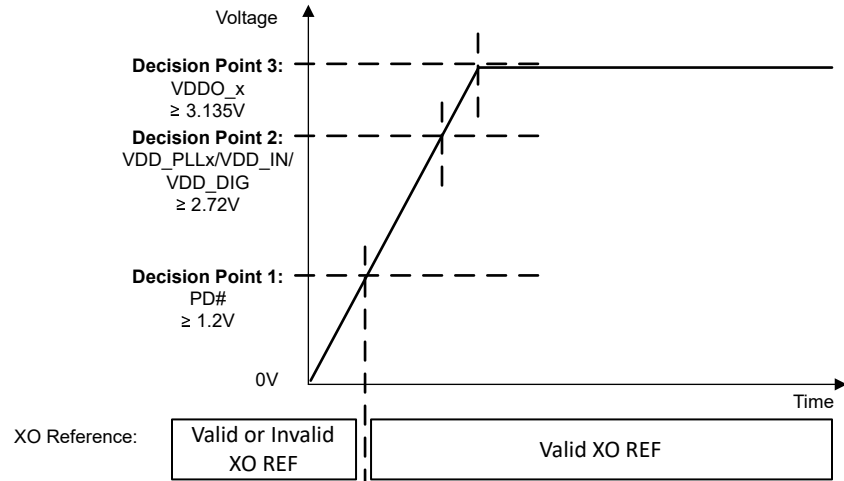 Voltage
Decision Point 3:
VDDO_x
≥ 3.135V
Decision Point 2:
VDD_PLLx/VDD_IN/
VDD_DIG
≥ 2.72V
Decision Point 1:
PD#
≥ 1.2V
0V
Time
XO Reference:
Valid or Invalid
XO REF
Valid XO REF